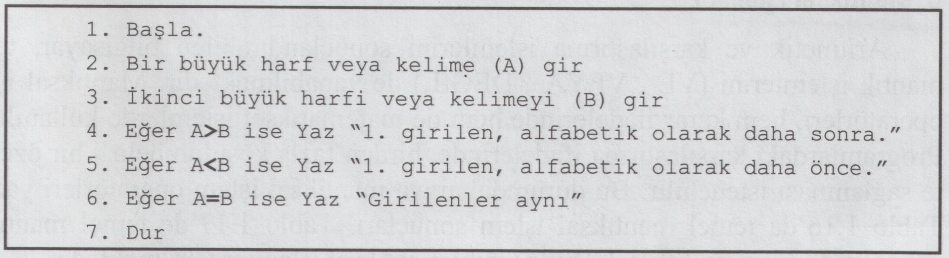 1. Başla.
2. Bir büyük harf veya kelime (A) gir
3. İkinci büyük harfi veya kelimeyi (B) gir
4. Eğer A>B ise Yaz “1. girilen, alfabetik olarak daha sonra.”
5. Eğer A<B ise Yaz “1. girilen, alfabetik olarak daha önce.”
6. Eğer A=B ise Yaz “Girilenler aynı”
7. Dur